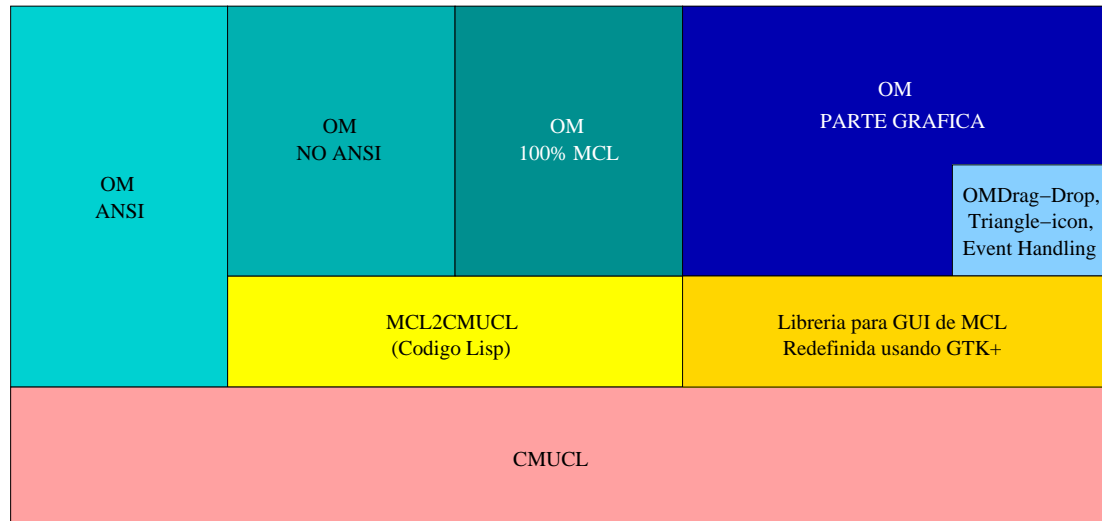 OM
ANSI
OM
NO ANSI
OM
100% MCL
OM
PARTE GRAFICA
OMDrag−Drop,
Triangle−icon,
Event Handling
MCL2CMUCL
(Codigo Lisp)
Libreria para GUI de MCL
Redefinida usando GTK+
CMUCL